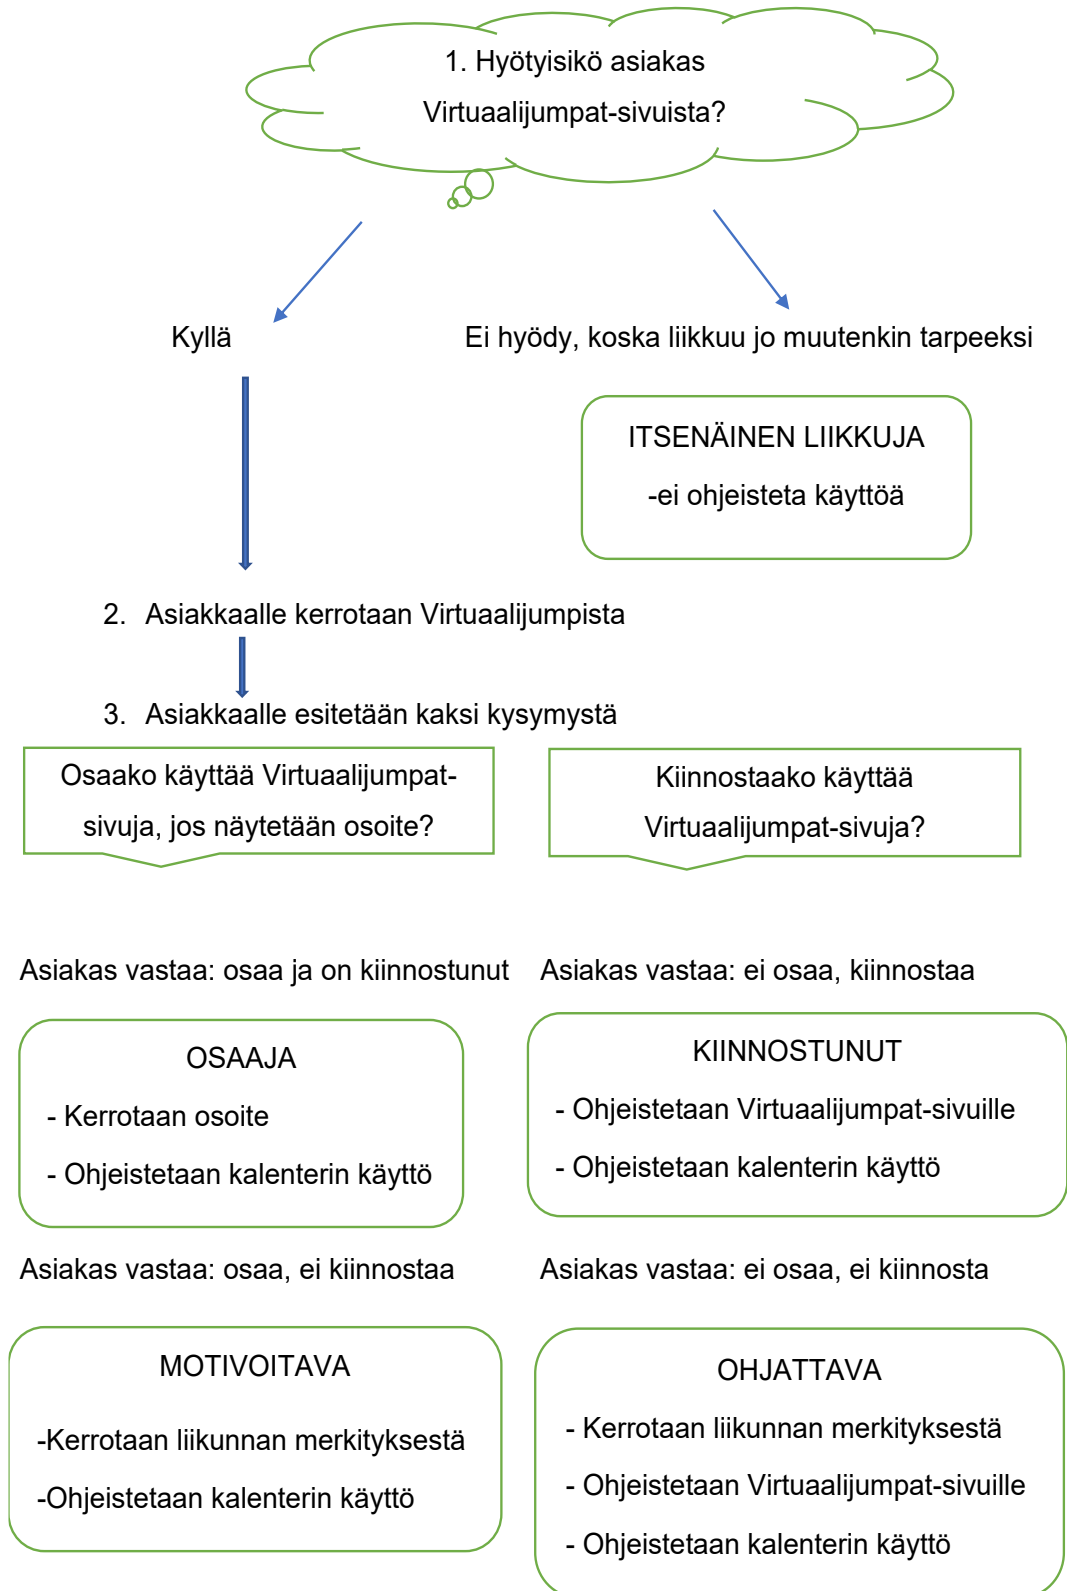 1. Hyötyisikö asiakas
Virtuaalijumpat-sivuista?
Kyllä
Ei hyödy, koska liikkuu jo muutenkin tarpeeksi
ITSENÄINEN LIIKKUJA
-ei ohjeisteta käyttöä
2. Asiakkaalle kerrotaan Virtuaalijumpista
3. Asiakkaalle esitetään kaksi kysymystä
Osaako käyttää Virtuaalijumpat-
sivuja, jos näytetään osoite?
Kiinnostaako käyttää
Virtuaalijumpat-sivuja?
Asiakas vastaa: osaa ja on kiinnostunut
Asiakas vastaa: ei osaa, kiinnostaa
OSAAJA
- Kerrotaan osoite
- Ohjeistetaan kalenterin käyttö
KIINNOSTUNUT
- Ohjeistetaan Virtuaalijumpat-sivuille
- Ohjeistetaan kalenterin käyttö
Asiakas vastaa: osaa, ei kiinnostaa
Asiakas vastaa: ei osaa, ei kiinnosta
MOTIVOITAVA
-Kerrotaan liikunnan merkityksestä
-Ohjeistetaan kalenterin käyttö
OHJATTAVA
- Kerrotaan liikunnan merkityksestä
- Ohjeistetaan Virtuaalijumpat-sivuille
- Ohjeistetaan kalenterin käyttö